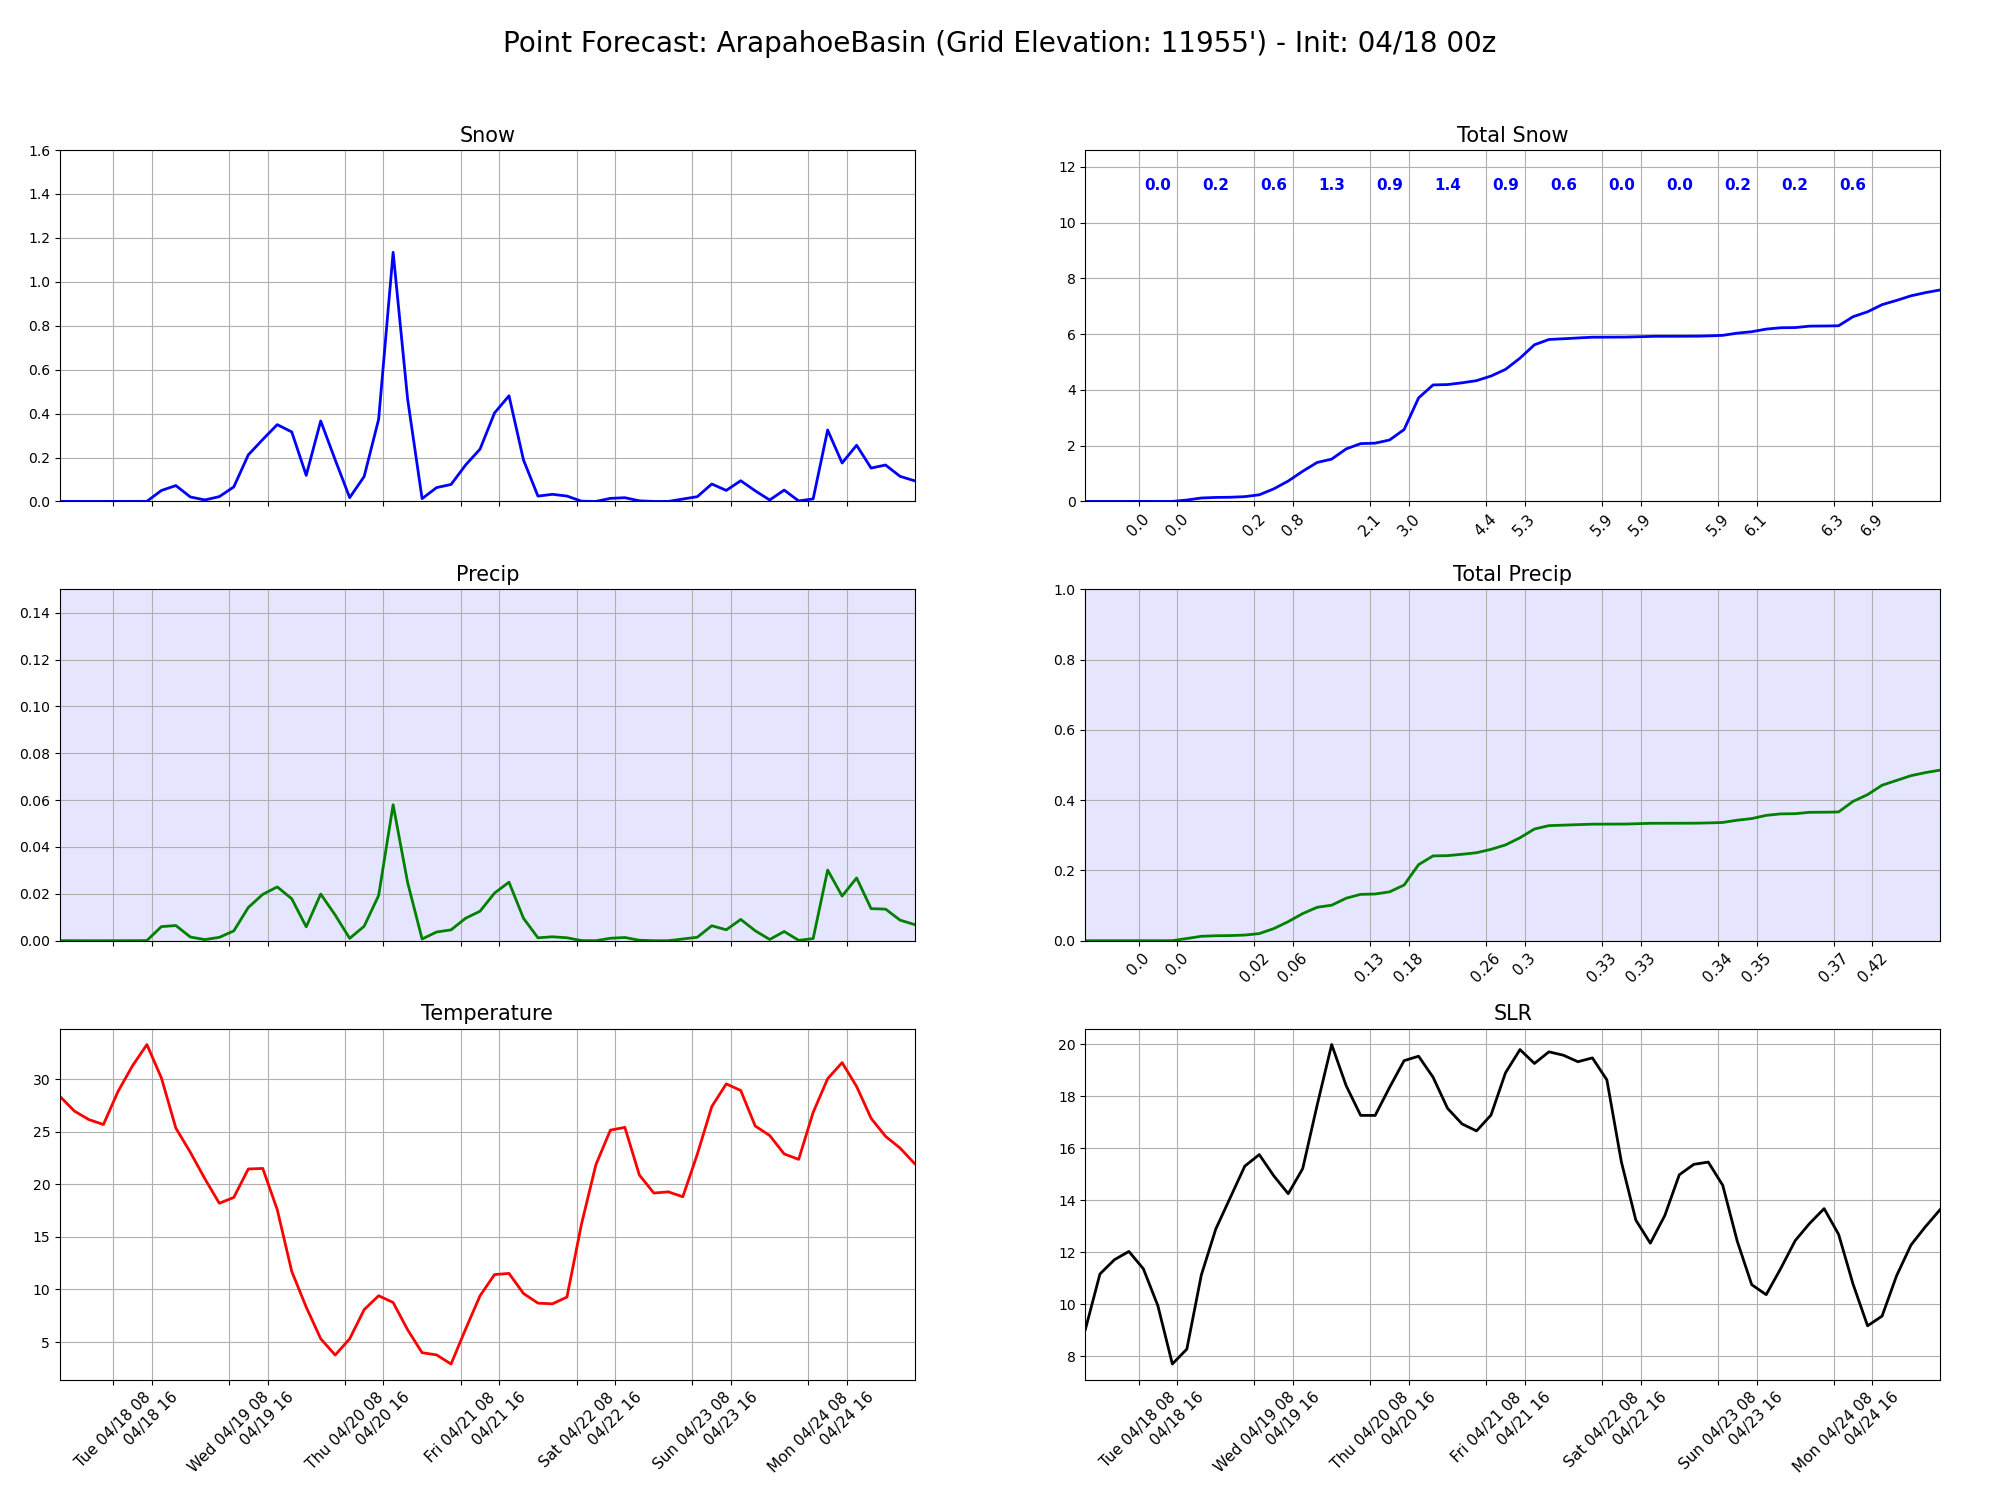 Point Forecast: ArapahoeBasin (Grid Elevation: 11955') - Init: 04/18 00z
Snow
1.6
1.4
1.2
1.0
0.8
0.6
0.4
0.2
0.0
Total Snow
12
10
8
6
4
2
0
0.0 0.2 0.6 1.3 0.9 1.4 0.9 0.6 0.0 0.0 0.2 0.2 0.6
0.0 0.0 0.2 0.8 2.1 3.0 4.4 5.3 5.9 5.9 5.9 6.1 6.3 6.9
Precip
0.14
0.12
0.10
0.08
0.06
0.04
0.02
0.00
Total Precip
1.0
0.8
0.6
0.4
0.2
0.0
0.0 0.0 0.02 0.06 0.13 0.18 0.26 0.3 0.33 0.33 0.34 0.35 0.37 0.42
Temperature
30
25
20
15
10
5
Tue 04/18 08
04/18 16
Wed 04/19 08
04/19 16
Thu 04/20 08
04/20 16
Fri 04/21 08
04/21 16
Sat 04/22 08
04/22 16
Sun 04/23 08
04/23 16
Mon 04/24 08
04/24 16
SLR
20
18
16
14
12
10
8
Tue 04/18 08
04/18 16
Wed 04/19 08
04/19 16
Thu 04/20 08
04/20 16
Fri 04/21 08
04/21 16
Sat 04/22 08
04/22 16
Sun 04/23 08
04/23 16
Mon 04/24 08
04/24 16